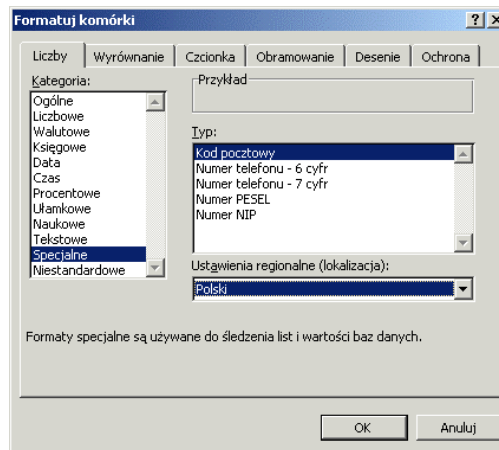 Formatuj komórki
Liczby Wyrównanie Czcionka Obramowanie Desenie Ochrona
Kategoria:
Ogólne
Liczbowe
Walutowe
Księgowe
Data
Czas
Procentowe
Ułamkowe
Naukowe
Tekstowe
Specjalne
Niestandardowe
Przykład
Typ:
Kod pocztowy
Numer telefonu - 6 cyfr
Numer telefonu - 7 cyfr
Numer PESEL
Numer NIP
Ustawienia regionalne (lokalizacja):
Polski
Formaty specjalne są używane do śledzenia list i wartości baz danych.
OK Anuluj